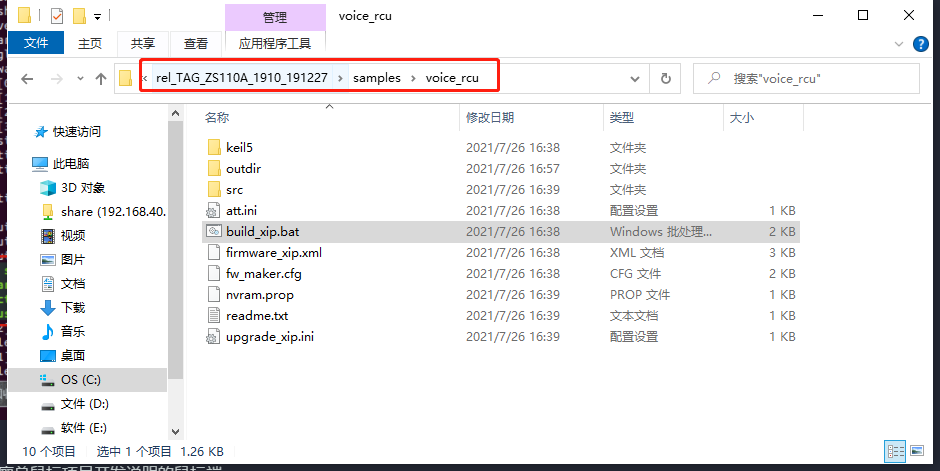 管理
voice_rcu
文件
主页
共享
查看
应用程序工具
« rel_TAG_ZS110A_1910_191227 > samples > voice_rcu
搜索"voice_rcu"
名称 修改日期 类型 大小
快速访问
此电脑
3D 对象
share (192.168.40.
视频
图片
文档
下载
音乐
桌面
OS (C:)
文件 (D:)
软件 (E:)
keil5 2021/7/26 16:38 文件夹
outdir 2021/7/26 16:57 文件夹
src 2021/7/26 16:39 文件夹
att.ini 2021/7/26 16:38 配置设置 1 KB
build_xip.bat 2021/7/26 16:38 Windows 批处理... 2 KB
firmware_xip.xml 2021/7/26 16:38 XML 文档 3 KB
fw_maker.cfg 2021/7/26 16:38 CFG 文件 2 KB
nvram.prop 2021/7/26 16:39 PROP 文件 1 KB
readme.txt 2021/7/26 16:39 文本文档 1 KB
upgrade_xip.ini 2021/7/26 16:39 配置设置 1 KB
10 个项目 选中 1 个项目 1.26 KB